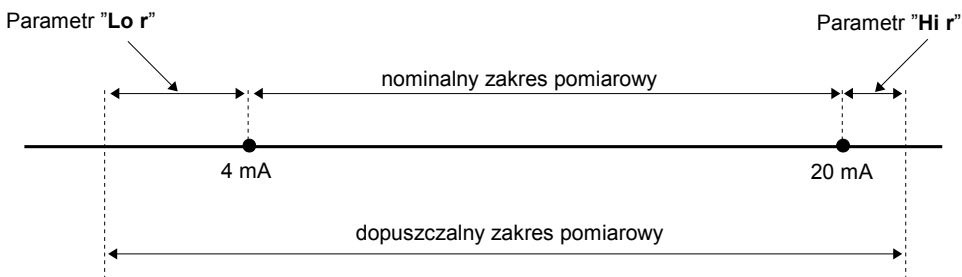 Parametr ”Lo r”
Parametr ”Hi r”
nominalny zakres pomiarowy
4 mA
20 mA
dopuszczalny zakres pomiarowy